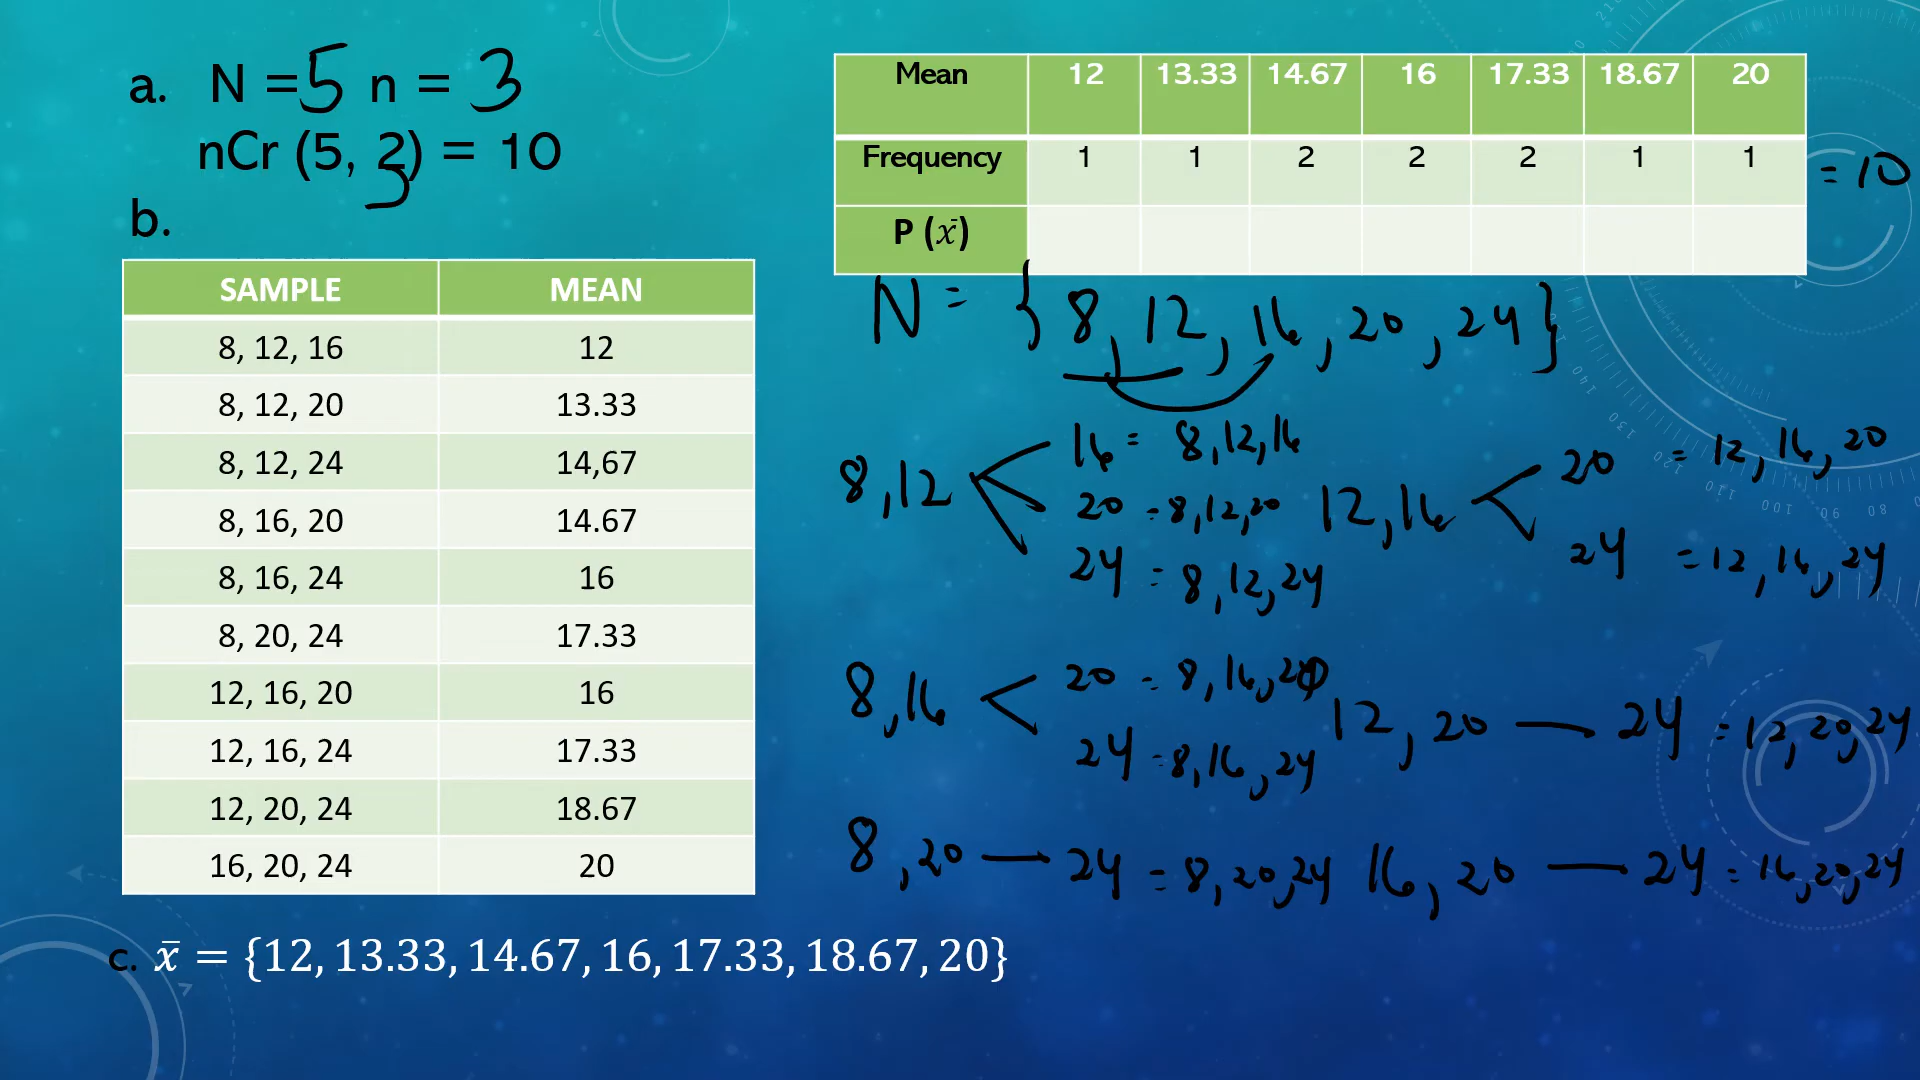 a. N = 5 n = 3
nCr (5, 2) = 10
3
b.
SAMPLE MEAN
8, 12, 16 12
8, 12, 20 13.33
8, 12, 24 14,67
8, 16, 20 14.67
8, 16, 24 16
8, 20, 24 17.33
12, 16, 20 16
12, 16, 24 17.33
12, 20, 24 18.67
16, 20, 24 20
c. x̄ = {12, 13.33, 14.67, 16, 17.33, 18.67, 20}
Mean 12 13.33 14.67 16 17.33 18.67 20
Frequency 1 1 2 2 2 1 1 = 10
P (x̄)
N = {8, 12, 16, 20, 24}
8, 12
16 = 8, 12, 16
20 = 8, 12, 20
24 = 8, 12, 24
12, 16
20 = 12, 16, 20
24 = 12, 16, 24
8, 16
20 = 8, 16, 20
24 = 8, 16, 24
12, 20 — 24 = 12, 20, 24
8, 20 — 24 = 8, 20, 24
16, 20 — 24 = 16, 20, 24